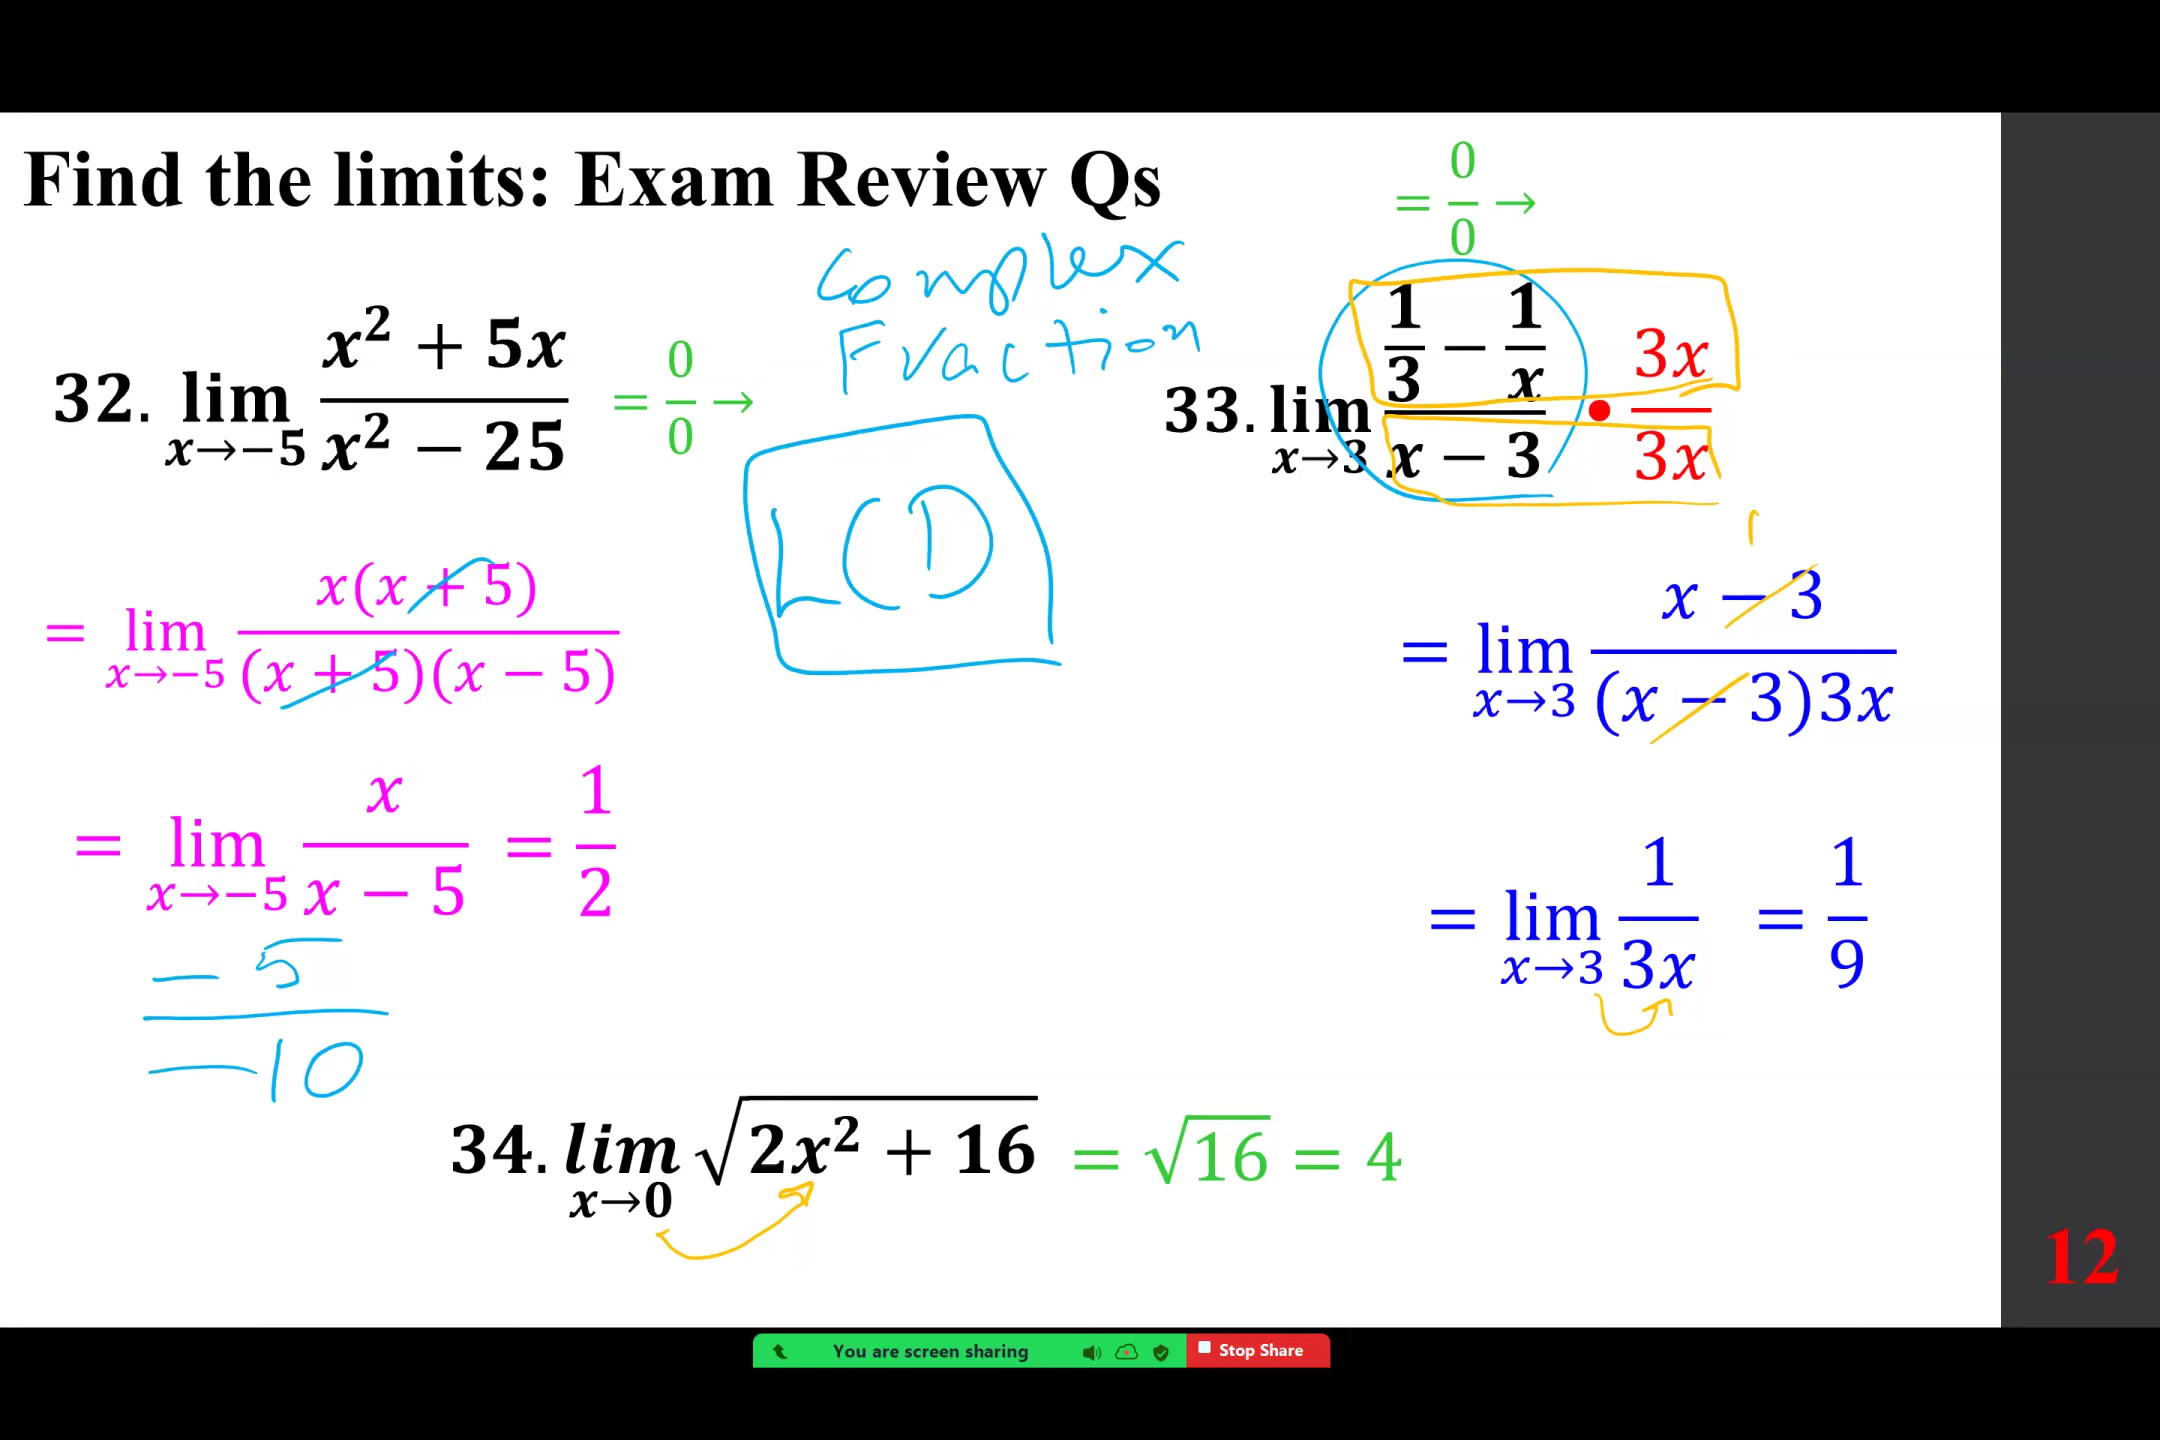 Find the limits: Exam Review Qs
= 0/0 →
Complex
Fraction
32. lim x→−5 (x² + 5x)/(x² − 25) = 0/0 →
33. lim x→3 (1/3 − 1/x)/(x − 3) • 3x/3x
LCD
= lim x→−5 x(x + 5)/(x + 5)(x − 5)
1
= lim x→3 (x − 3)/(x − 3)3x
= lim x→−5 x/(x − 5) = 1/2
= lim x→3 1/3x = 1/9
−5/−10
34. lim x→0 √(2x² + 16) = √16 = 4
12
You are screen sharing
Stop Share